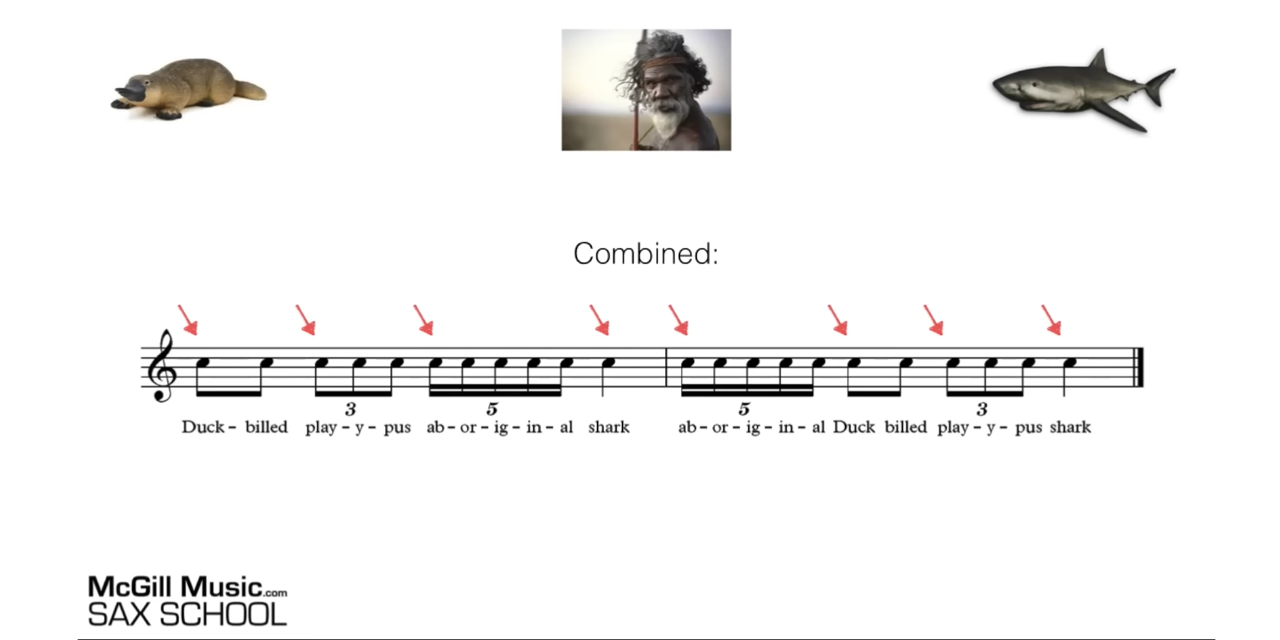 Combined:
3 5 5 3
Duck - billed play - y - pus ab - or - ig - in - al shark ab - or - ig - in - al Duck billed play - y - pus shark
McGill Music.com
SAX SCHOOL